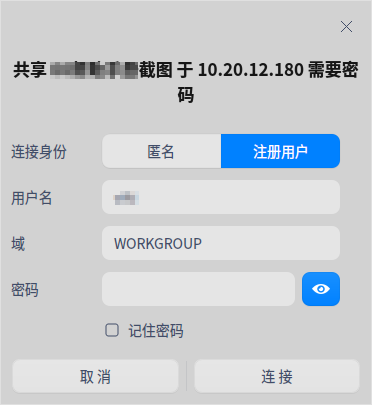 共享 截图 于 10.20.12.180 需要密
码
连接身份 匿名 注册用户
用户名
域 WORKGROUP
密码
记住密码
取消 连接